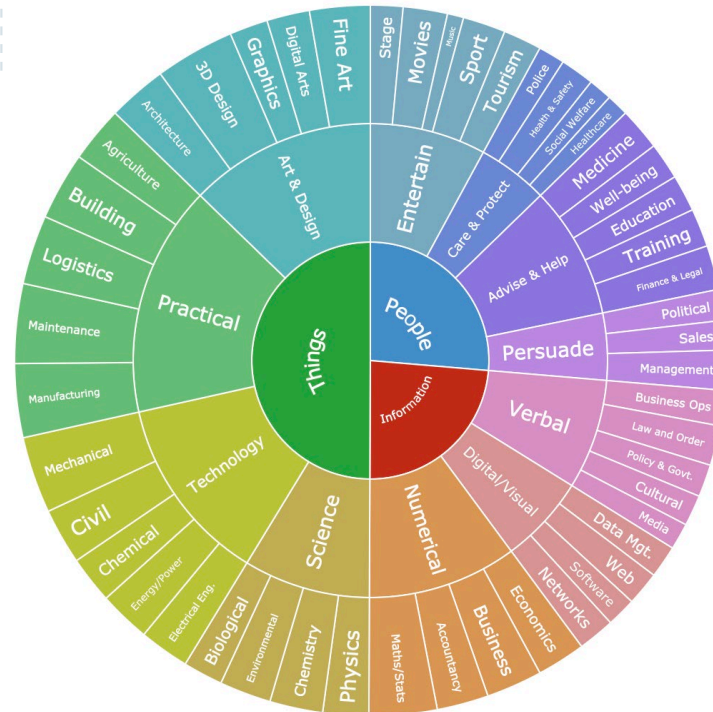 Things
People
Information
Art & Design
Entertain
Care & Protect
Advise & Help
Persuade
Verbal
Digital/Visual
Numerical
Science
Technology
Practical
Architecture
3D Design
Graphics
Digital Arts
Fine Art
Stage
Movies
Music
Sport
Tourism
Police
Health & Safety
Social Welfare
Healthcare
Medicine
Well-being
Education
Training
Finance & Legal
Political
Sales
Management
Business Ops
Law and Order
Policy & Govt.
Cultural
Media
Data Mgt.
Web
Software
Networks
Economics
Business
Accountancy
Maths/Stats
Physics
Chemistry
Environmental
Biological
Electrical Eng.
Energy/Power
Chemical
Civil
Mechanical
Manufacturing
Maintenance
Logistics
Building
Agriculture